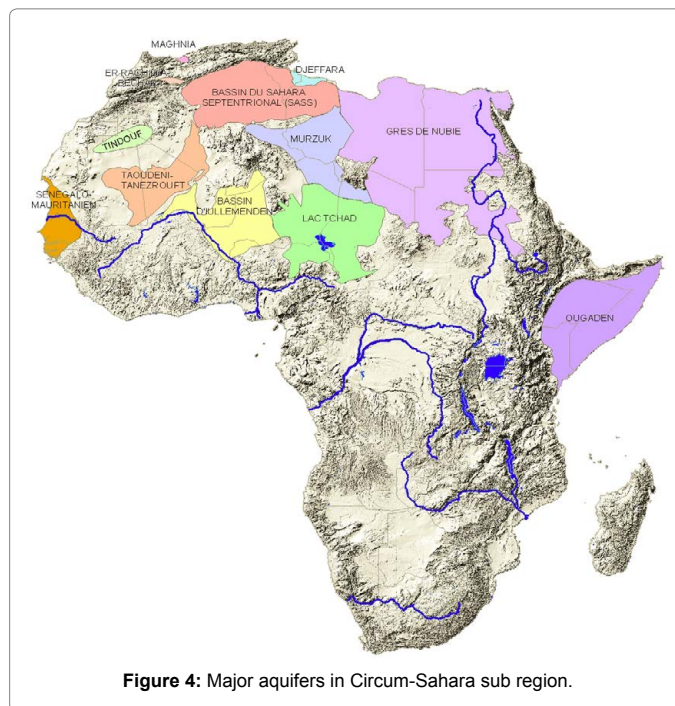 MAGHNIA
DJEFFARA
ER-RACHIDIA
BECHAR
BASSIN DU SAHARA
SEPTENTRIONAL (SASS)
TINDOUF
MURZUK
GRES DE NUBIE
TAOUDENI-
TANEZROUFT
SENEGALO-
MAURITANIEN
BASSIN
D'IULLEMENDEN
LAC TCHAD
OUGADEN
Figure 4: Major aquifers in Circum-Sahara sub region.